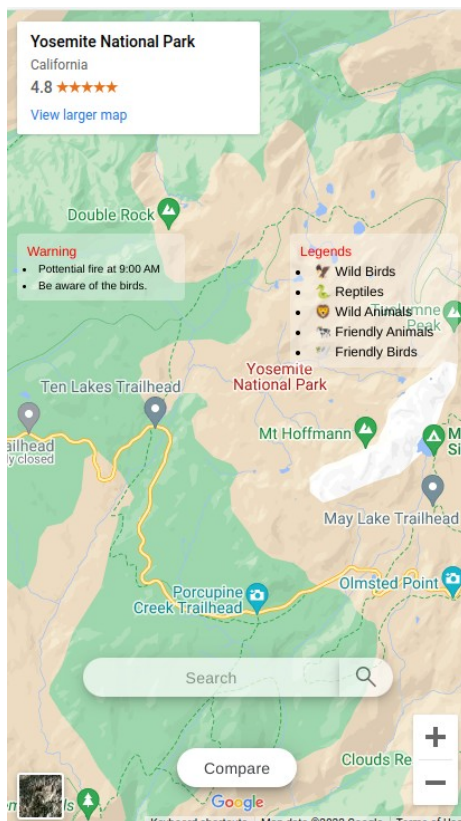 Yosemite National Park
California
4.8 ★★★★★
View larger map
Double Rock
Warning
• Pottential fire at 9:00 AM
• Be aware of the birds.
Legends
• Wild Birds
• Reptiles
• Wild Animals
• Friendly Animals
• Friendly Birds
Peak
Yosemite
National Park
Ten Lakes Trailhead
Mt Hoffmann
ailhead
ly closed
M
Si
May Lake Trailhead
Olmsted Point
Porcupine
Creek Trailhead
Search
Compare
Clouds Re
Google